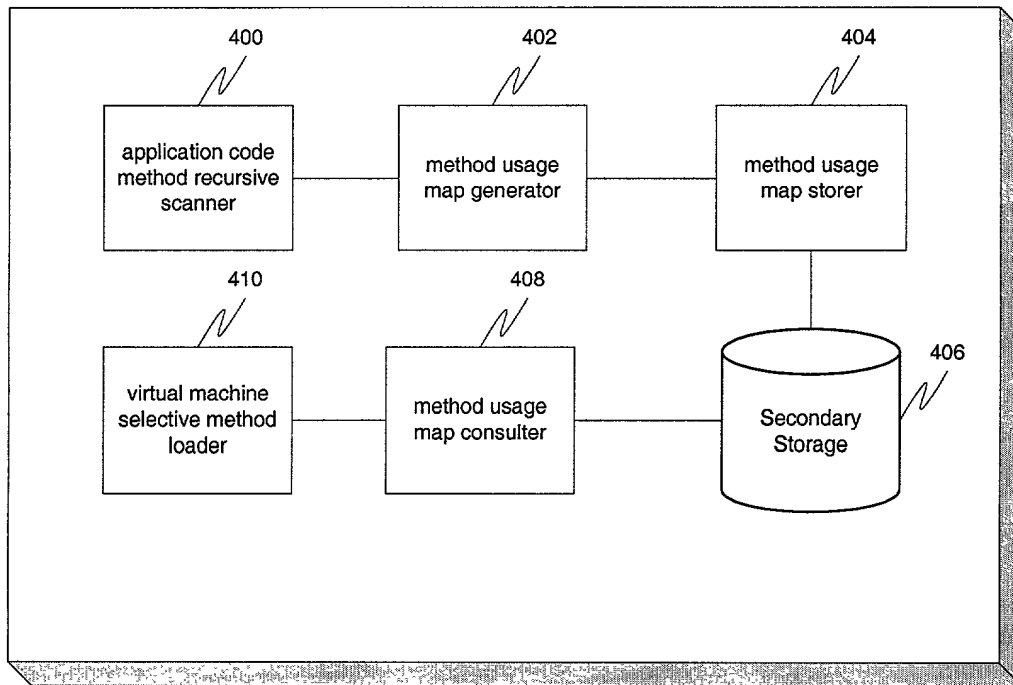 400
402
404
application code
method recursive
scanner
method usage
map generator
method usage
map storer
410
408
406
virtual machine
selective method
loader
method usage
map consulter
Secondary
Storage